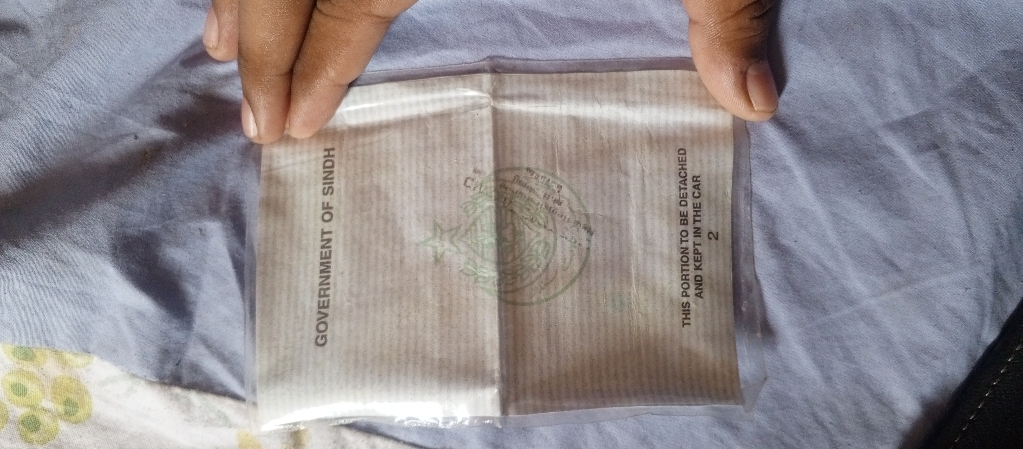 GOVERNMENT OF SINDH
THIS PORTION TO BE DETACHED
AND KEPT IN THE CAR
2